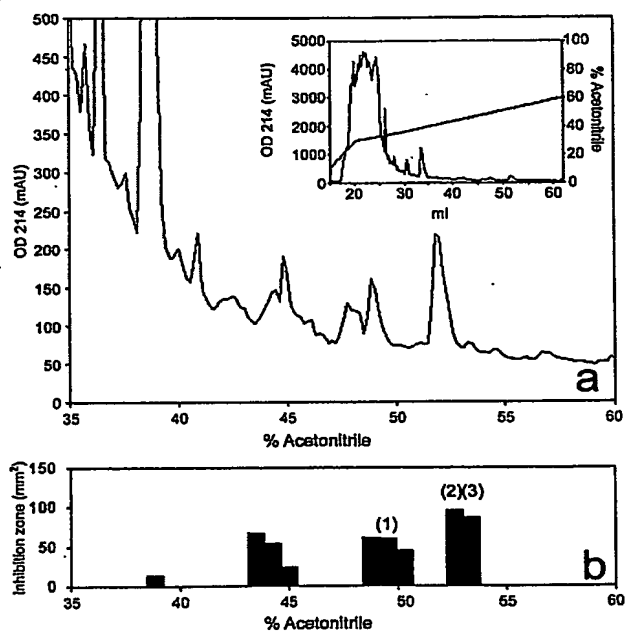 500
450
400
350
300
250
200
150
100
50
0
OD 214 (mAU)
35 40 45 50 55 60
% Acetonitrile
5000
4000
3000
2000
1000
0
OD 214 (mAU)
100
80
60
40
20
0
% Acetonitrile
20 30 40 50 60
ml
a
150
100
50
0
Inhibition zone (mm²)
(1)
(2)(3)
b
35 40 45 50 55 60
% Acetonitrile